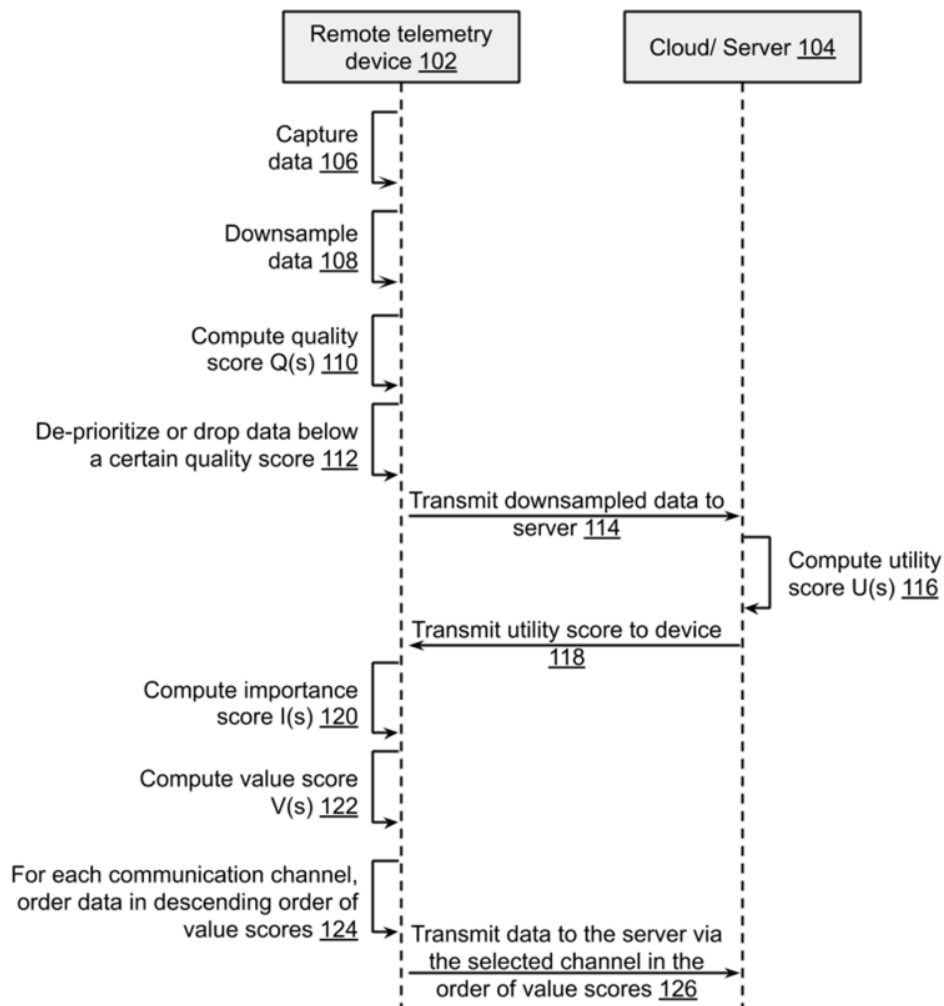 Remote telemetry
device 102
Cloud/ Server 104
Capture
data 106
Downsample
data 108
Compute quality
score Q(s) 110
De-prioritize or drop data below
a certain quality score 112
Transmit downsampled data to
server 114
Compute utility
score U(s) 116
Transmit utility score to device
118
Compute importance
score I(s) 120
Compute value score
V(s) 122
For each communication channel,
order data in descending order of
value scores 124
Transmit data to the server via
the selected channel in the
order of value scores 126